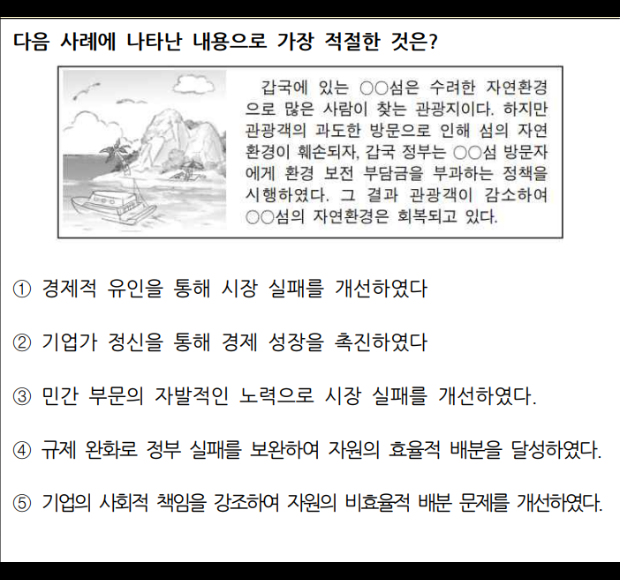 다음 사례에 나타난 내용으로 가장 적절한 것은?
갑국에 있는 ○○섬은 수려한 자연환경
으로 많은 사람이 찾는 관광지이다. 하지만
관광객의 과도한 방문으로 인해 섬의 자연
환경이 훼손되자, 갑국 정부는 ○○섬 방문자
에게 환경 보전 부담금을 부과하는 정책을
시행하였다. 그 결과 관광객이 감소하여
○○섬의 자연환경은 회복되고 있다.
① 경제적 유인을 통해 시장 실패를 개선하였다
② 기업가 정신을 통해 경제 성장을 촉진하였다
③ 민간 부문의 자발적인 노력으로 시장 실패를 개선하였다.
④ 규제 완화로 정부 실패를 보완하여 자원의 효율적 배분을 달성하였다.
⑤ 기업의 사회적 책임을 강조하여 자원의 비효율적 배분 문제를 개선하였다.